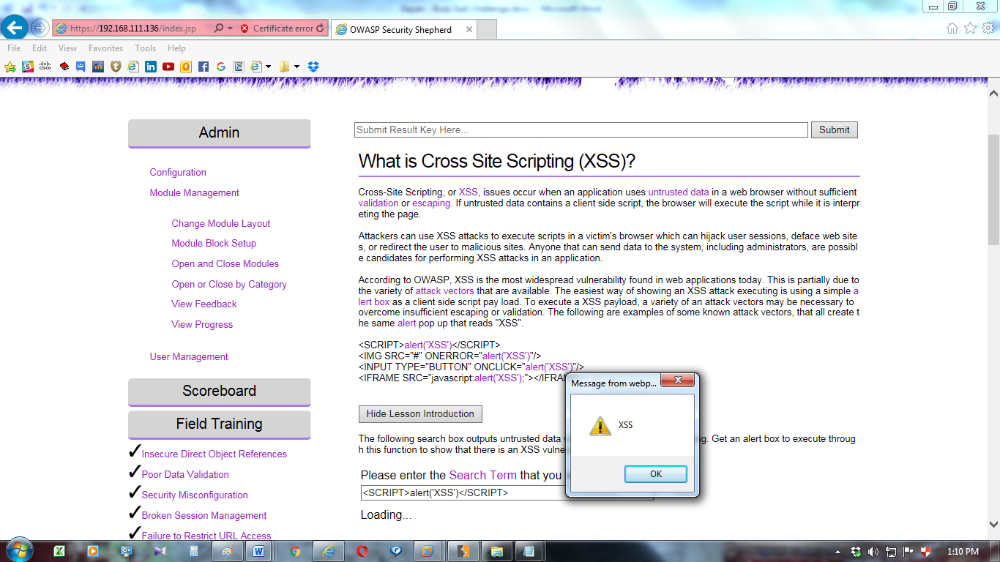 https://192.168.111.136/index.jsp
Certificate error
OWASP Security Shepherd
File Edit View Favorites Tools Help
Admin
Configuration
Module Management
Change Module Layout
Module Block Setup
Open and Close Modules
Open or Close by Category
View Feedback
View Progress
User Management
Scoreboard
Field Training
Insecure Direct Object References
Poor Data Validation
Security Misconfiguration
Broken Session Management
Failure to Restrict URL Access
Submit Result Key Here...
Submit
What is Cross Site Scripting (XSS)?
Cross-Site Scripting, or XSS, issues occur when an application uses untrusted data in a web browser without sufficient
validation or escaping. If untrusted data contains a client side script, the browser will execute the script while it is interpr
eting the page.
Attackers can use XSS attacks to execute scripts in a victim's browser which can hijack user sessions, deface web site
s, or redirect the user to malicious sites. Anyone that can send data to the system, including administrators, are possibl
e candidates for performing XSS attacks in an application.
According to OWASP, XSS is the most widespread vulnerability found in web applications today. This is partially due to
the variety of attack vectors that are available. The easiest way of showing an XSS attack executing is using a simple a
lert box as a client side script pay load. To execute a XSS payload, a variety of an attack vectors may be necessary to
overcome insufficient escaping or validation. The following are examples of some known attack vectors, that all create t
he same alert pop up that reads "XSS".
<SCRIPT>alert('XSS')</SCRIPT>
<IMG SRC="#" ONERROR="alert('XSS')"/>
<INPUT TYPE="BUTTON" ONCLICK="alert('XSS')"/>
<IFRAME SRC="javascript:alert('XSS');"></IFRA
Hide Lesson Introduction
The following search box outputs untrusted data ng. Get an alert box to execute throug
h this function to show that there is an XSS vulne
Please enter the Search Term that you
<SCRIPT>alert('XSS')</SCRIPT>
Loading...
Message from webp...
XSS
OK
1:10 PM